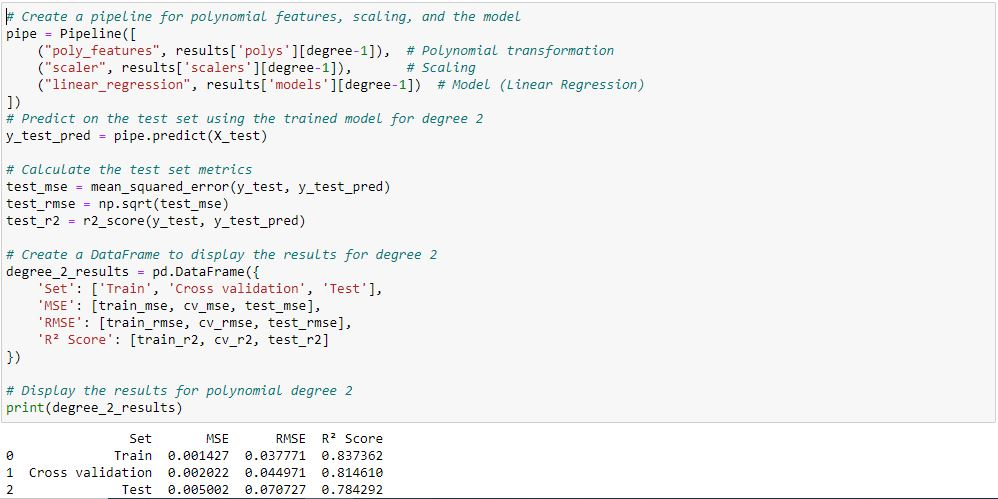 # Create a pipeline for polynomial features, scaling, and the model
pipe = Pipeline([
    ("poly_features", results['polys'][degree-1]),  # Polynomial transformation
    ("scaler", results['scalers'][degree-1]),       # Scaling
    ("linear_regression", results['models'][degree-1])  # Model (Linear Regression)
])
# Predict on the test set using the trained model for degree 2
y_test_pred = pipe.predict(X_test)

# Calculate the test set metrics
test_mse = mean_squared_error(y_test, y_test_pred)
test_rmse = np.sqrt(test_mse)
test_r2 = r2_score(y_test, y_test_pred)

# Create a DataFrame to display the results for degree 2
degree_2_results = pd.DataFrame({
    'Set': ['Train', 'Cross validation', 'Test'],
    'MSE': [train_mse, cv_mse, test_mse],
    'RMSE': [train_rmse, cv_rmse, test_rmse],
    'R² Score': [train_r2, cv_r2, test_r2]
})

# Display the results for polynomial degree 2
print(degree_2_results)

                Set       MSE      RMSE  R² Score
0             Train  0.001427  0.037771  0.837362
1  Cross validation  0.002022  0.044971  0.814610
2              Test  0.005002  0.070727  0.784292